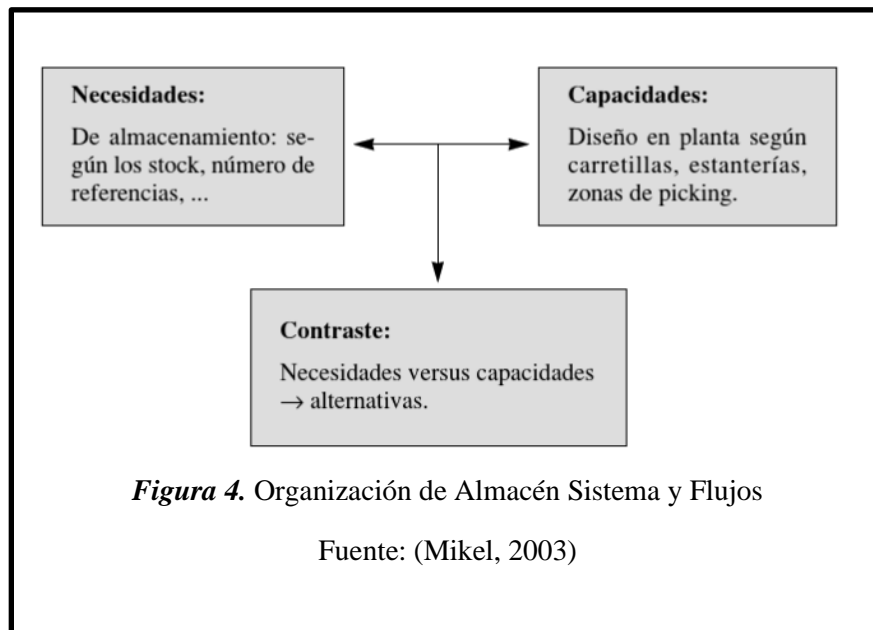 Necesidades:
De almacenamiento: se-
gún los stock, número de
referencias, ...
Capacidades:
Diseño en planta según
carretillas, estanterías,
zonas de picking.
Contraste:
Necesidades versus capacidades
→ alternativas.
Figura 4. Organización de Almacén Sistema y Flujos
Fuente: (Mikel, 2003)